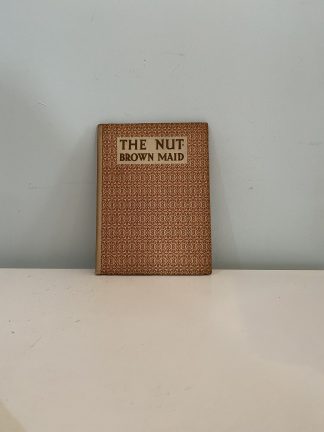 THE NUT
BROWN MAID